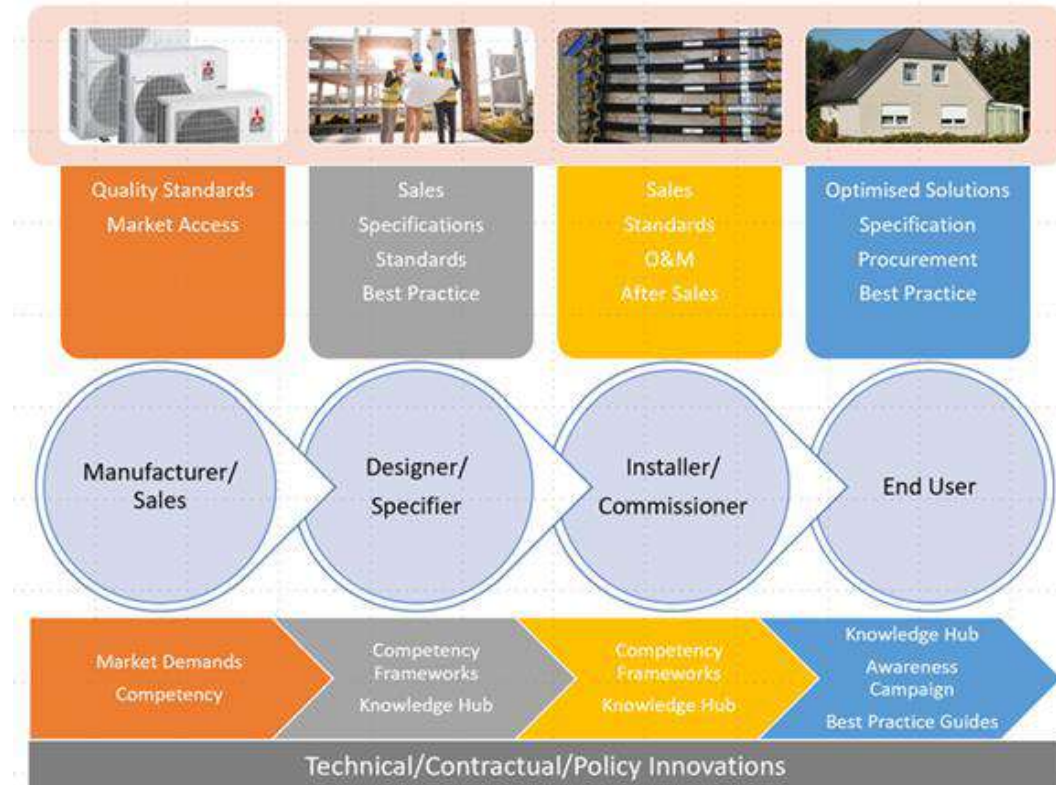 Quality Standards
Market Access
Sales
Specifications
Standards
Best Practice
Sales
Standards
O&M
After Sales
Optimised Solutions
Specification
Procurement
Best Practice
Manufacturer/
Sales
Designer/
Specifier
Installer/
Commissioner
End User
Market Demands
Competency
Competency
Frameworks
Knowledge Hub
Competency
Frameworks
Knowledge Hub
Knowledge Hub
Awareness
Campaign
Best Practice Guides
Technical/Contractual/Policy Innovations